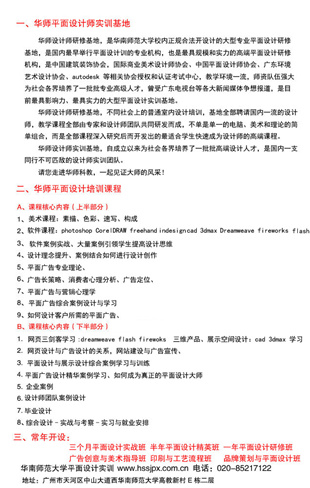 一、华师平面设计师实训基地
华师设计师研修基地，是华南师范大学校内正规合法开设的大型专业平面设计研修
基地，是国内最早举行平面设计训的专业机构，也是最具规模和实力的高端平面设计研修
机构，是中国建筑装饰协会，国际商业美术设计师协会、中国平面设计师协会、广东环境
艺术设计协会、autodesk 等相关协会授权和认证考试中心，教学环境一流，师资队伍强大
为社会各界培养了一批批专业高级人才，曾受广东电视台等各大新闻媒体争想报道，是目
前最具影响力、最具实力的大型平面设计实训基地。
华师设计师研修基地，不同社会上的普通室内设计培训，基地全部聘请国内一流的设计
师，教学课程全部由专家和设计师团队共同研发而成，不单是单一的电脑、美术和理论的简
单组合，而是全部课程深入研究后而开发出的最适合学生快速成为设计师的高端课程。
华师设计师实训基地，自成立以来为社会各界培养了一批批高端设计人才，是国内一支
同行不可匹敌的设计师实训团队。
请您走进华师科教，一起见证大师的风采！
二、华师平面设计培训课程
A、课程核心内容（上半部分）
1、美术课程：素描、色彩、速写、构成
2、软件课程：photoshop CorelDRAW freehand indesigncad 3dmax Dreamweave fireworks flash
3、 软件案例实战、大量案例引领学生提高设计思维
4、设计理念提升、案例结合如何进行设计创作
5、平面广告专业理论、
6、广告长策略、消费者心理分析、广告定位、
7、平面广告与营销心理学
8、平面广告综合案例设计与学习
9、如何设计客户所需的平面广告、
B、课程核心内容（下半部分）
1．网页三剑客学习 :dreamweave flash firewoks 三维产品、展示空间设计：cad 3dmax 学习
2．网页设计与广告设计的关系，网站建设与广告宣传、
3．平面设计与展示设计综合案例学习与训练
4．平面广告设计精华案例学习、如何成为真正的平面设计大师
5．企业案例
6．设计师团队案例设计
7．毕业设计
8．综合设计－实战与考察－实习与就业安排
三、常年开设：
三个月平面设计实战班 半年平面设计精英班 一年平面设计研修班
广告创意与美术指导班 印刷与工艺流程班 品牌策划与平面设计班
华南师范大学平面设计实训 www.hssjpx.com.cn 电话：020-85217122
地址：广州市天河区中山大道西华南师范大学高教新村E栋二层